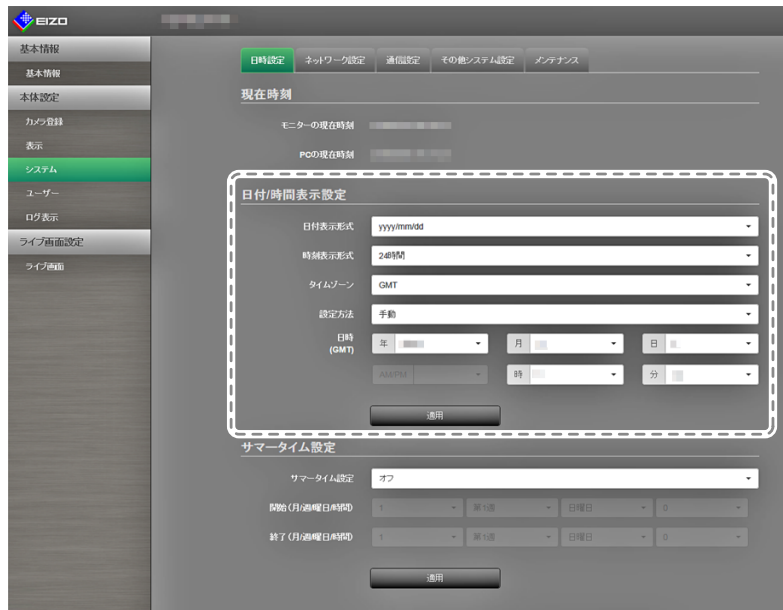 EIZO
基本情報
基本情報
本体設定
カメラ登録
表示
システム
ユーザー
ログ表示
ライブ画面設定
ライブ画面
日時設定 ネットワーク設定 通信設定 その他システム設定 メンテナンス
現在時刻
モニターの現在時刻
PCの現在時刻
日付/時間表示設定
日付表示形式 yyyy/mm/dd
時刻表示形式 24時間
タイムゾーン GMT
設定方法 手動
日時 年 月 日
(GMT)
AM/PM 時 分
適用
サマータイム設定
サマータイム設定 オフ
開始(月/週/曜日/時間) 1 第1週 日曜日 0
終了(月/週/曜日/時間) 1 第1週 日曜日 0
適用